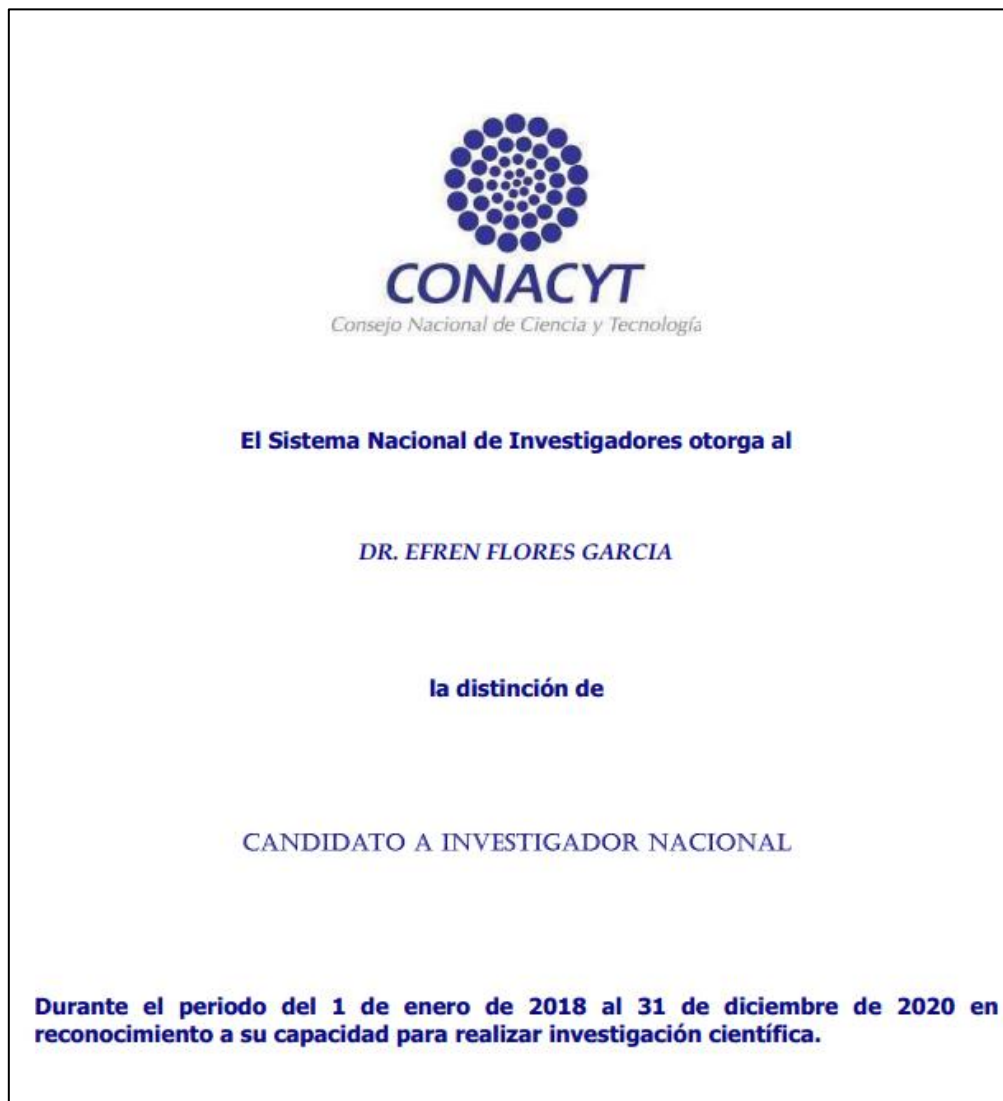 CONACYT
Consejo Nacional de Ciencia y Tecnología
El Sistema Nacional de Investigadores otorga al
DR. EFREN FLORES GARCIA
la distinción de
CANDIDATO A INVESTIGADOR NACIONAL
Durante el periodo del 1 de enero de 2018 al 31 de diciembre de 2020 en
reconocimiento a su capacidad para realizar investigación científica.